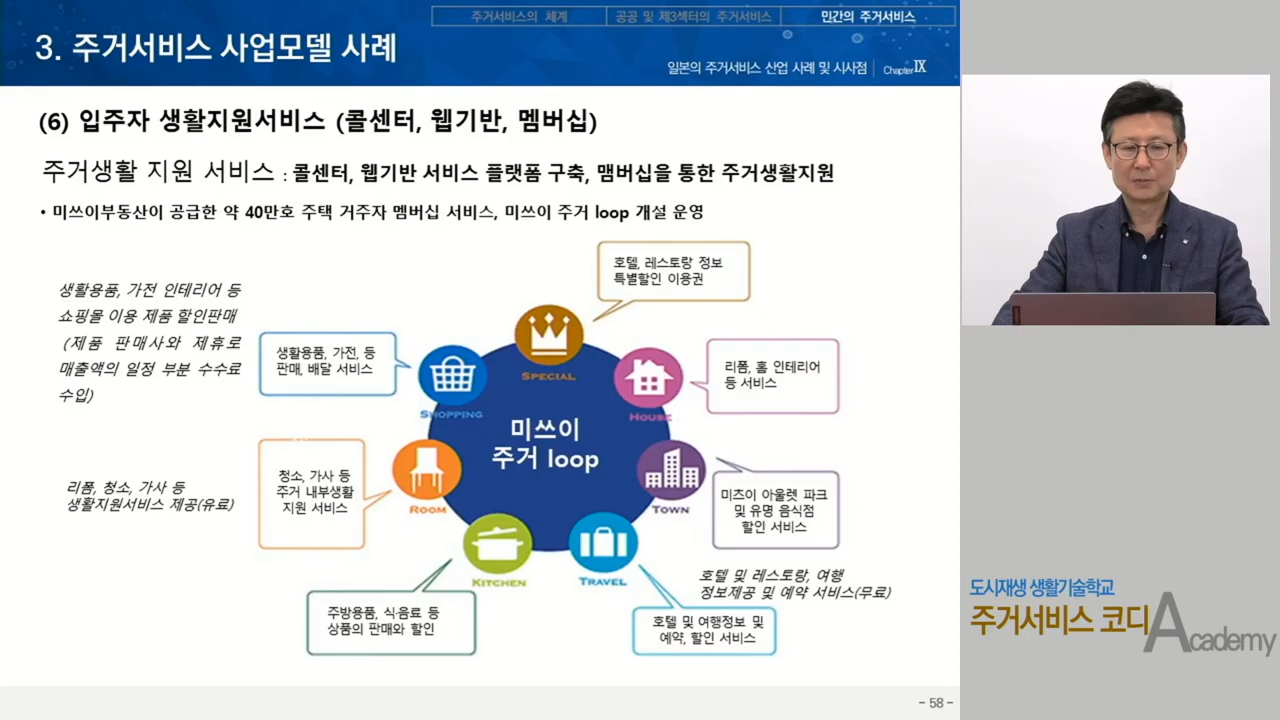 주거서비스의 체계
공공 및 제3섹터의 주거서비스
민간의 주거서비스
3. 주거서비스 사업모델 사례
일본의 주거서비스 산업 사례 및 시사점
Chapter Ⅸ
(6) 입주자 생활지원서비스 (콜센터, 웹기반, 멤버십)
주거생활 지원 서비스 : 콜센터, 웹기반 서비스 플랫폼 구축, 맴버십을 통한 주거생활지원
• 미쓰이부동산이 공급한 약 40만호 주택 거주자 멤버십 서비스, 미쓰이 주거 loop 개설 운영
호텔, 레스토랑 정보
특별할인 이용권
생활용품, 가전 인테리어 등
쇼핑몰 이용 제품 할인판매
(제품 판매사와 제휴로
매출액의 일정 부분 수수료
수입)
생활용품, 가전, 등
판매, 배달 서비스
SHOPPING
SPECIAL
HOUSE
리폼, 홈 인테리어
등 서비스
미쓰이
주거 loop
청소, 가사 등
주거 내부생활
지원 서비스
ROOM
TOWN
미츠이 아울렛 파크
및 유명 음식점
할인 서비스
리폼, 청소, 가사 등
생활지원서비스 제공(유료)
KITCHEN
TRAVEL
호텔 및 레스토랑, 여행
정보제공 및 예약 서비스(무료)
주방용품, 식·음료 등
상품의 판매와 할인
호텔 및 여행정보 및
예약, 할인 서비스
- 58 -
도시재생 생활기술학교
주거서비스 코디
Academy